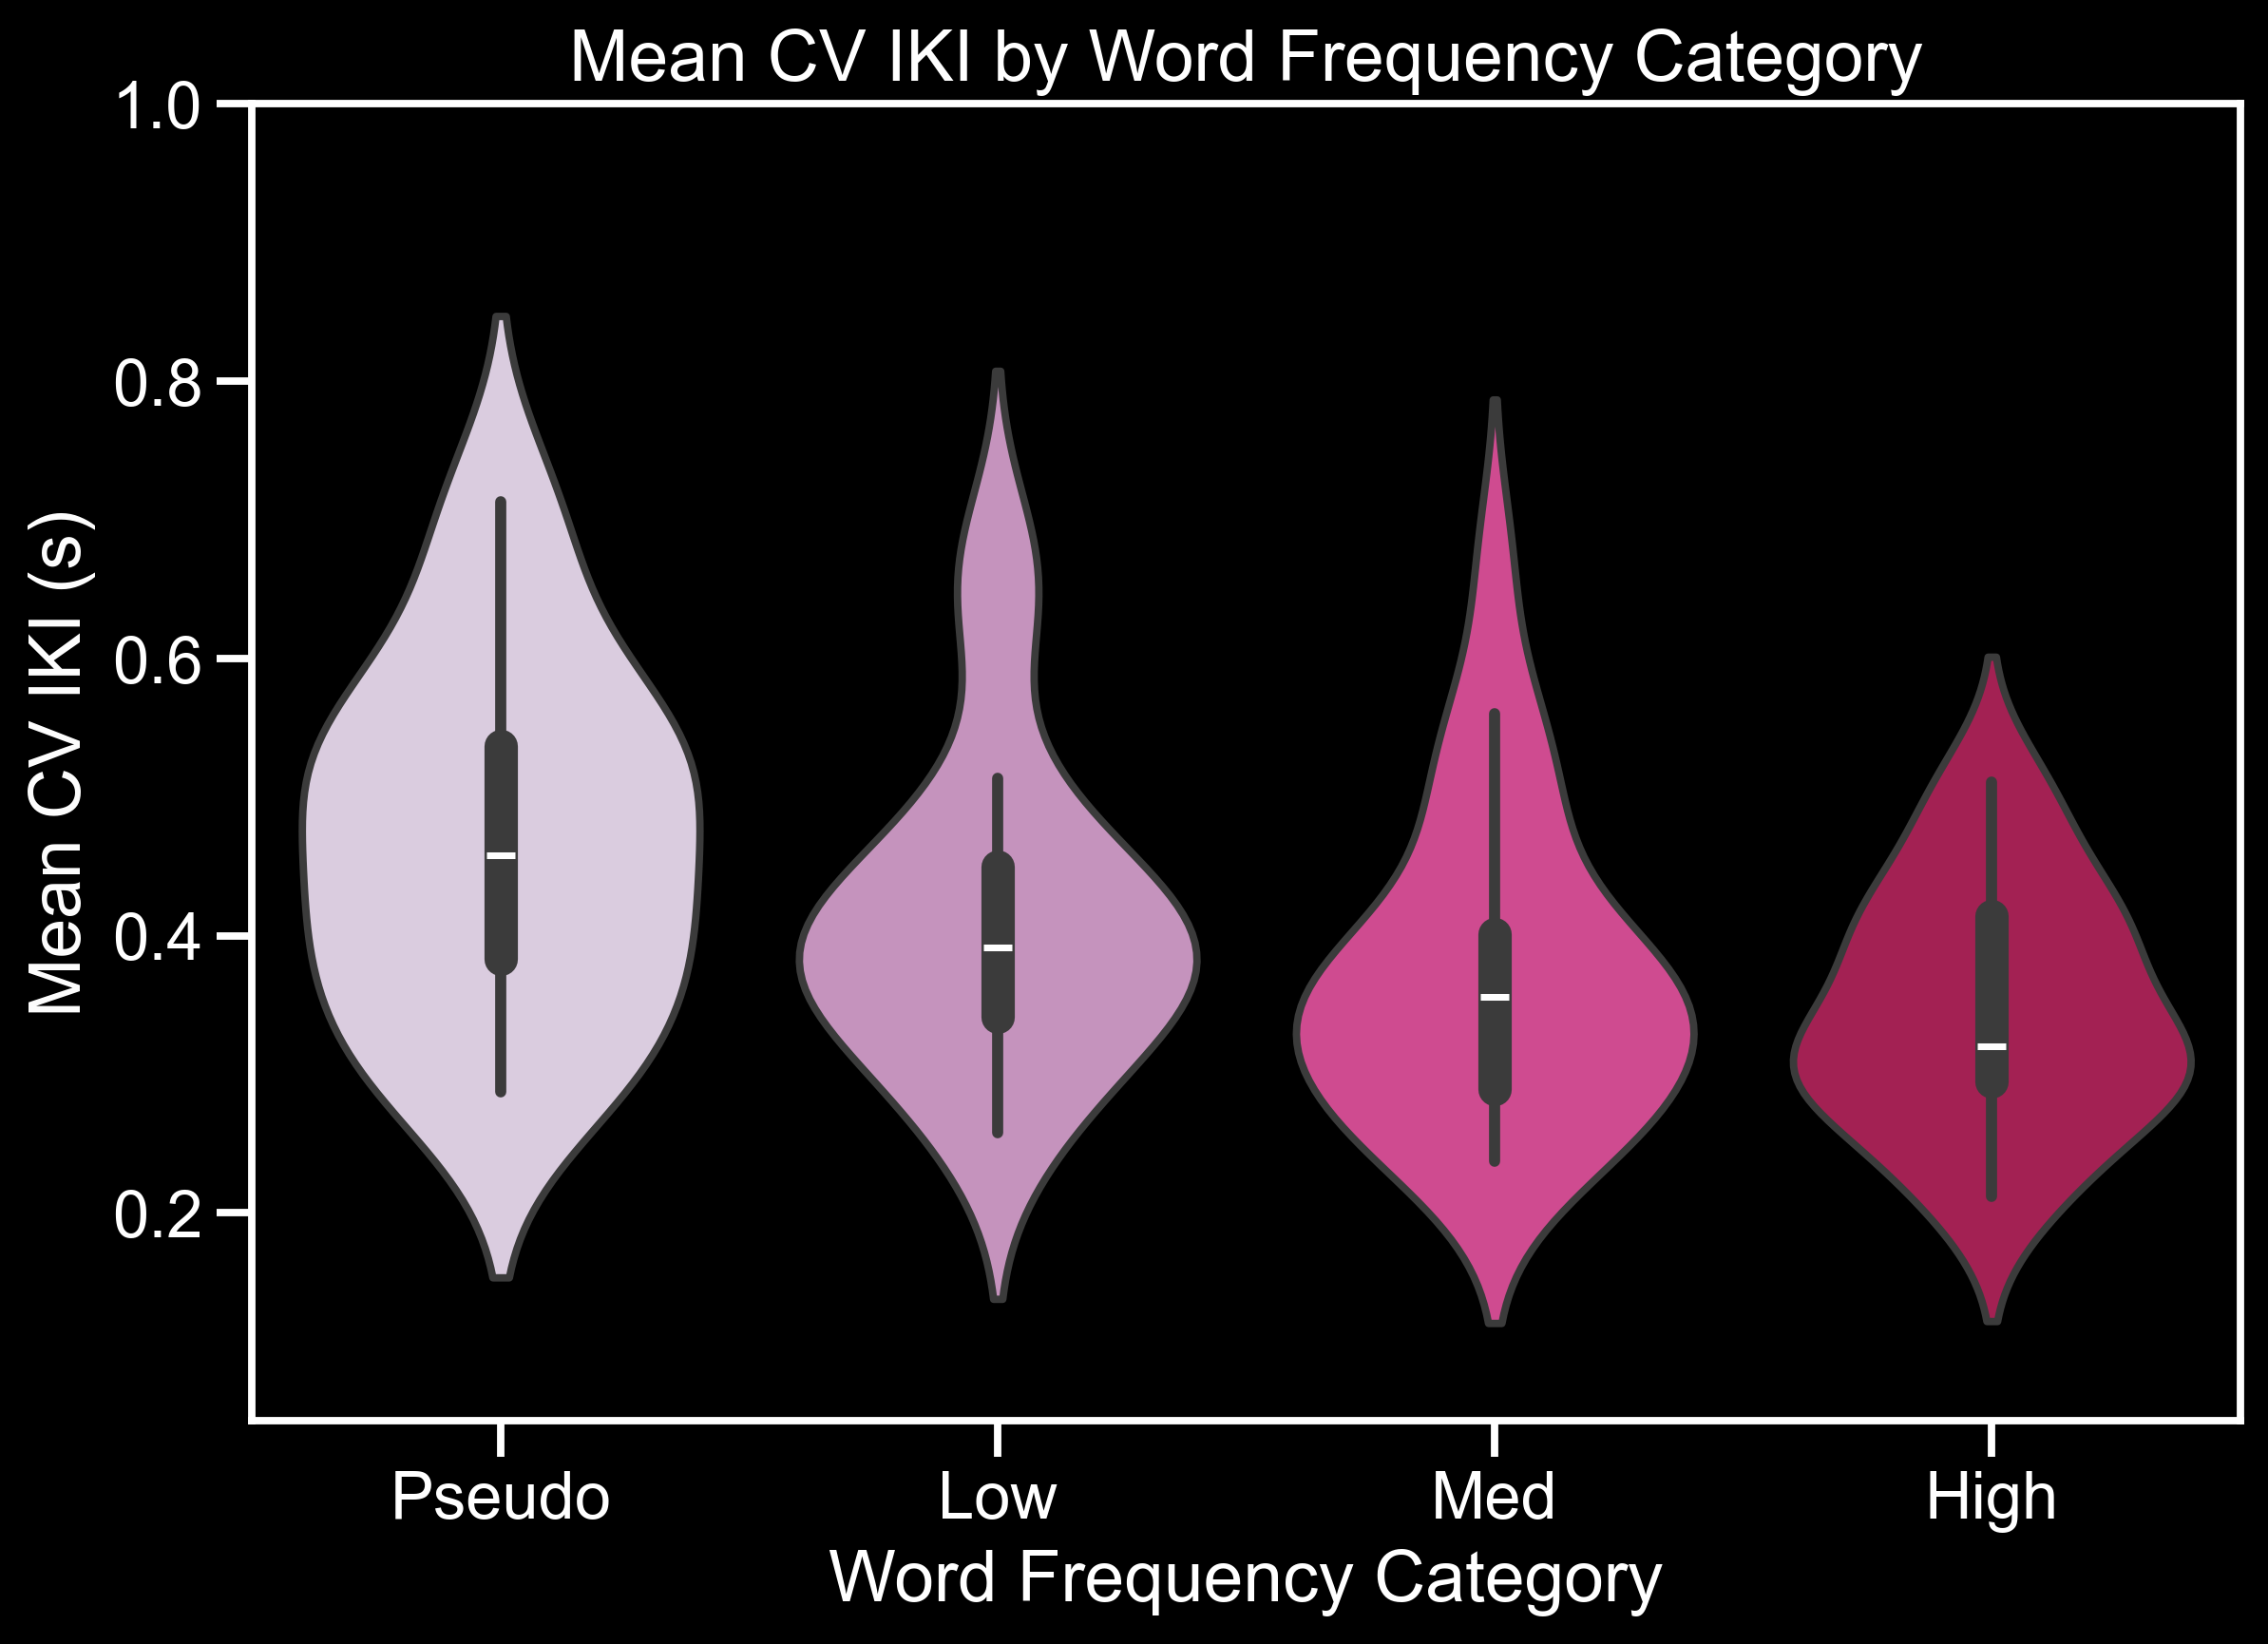 Mean CV IKI by Word Frequency Category
1.0
0.8
0.6
0.4
0.2
Mean CV IKI (s)
Pseudo Low Med High
Word Frequency Category